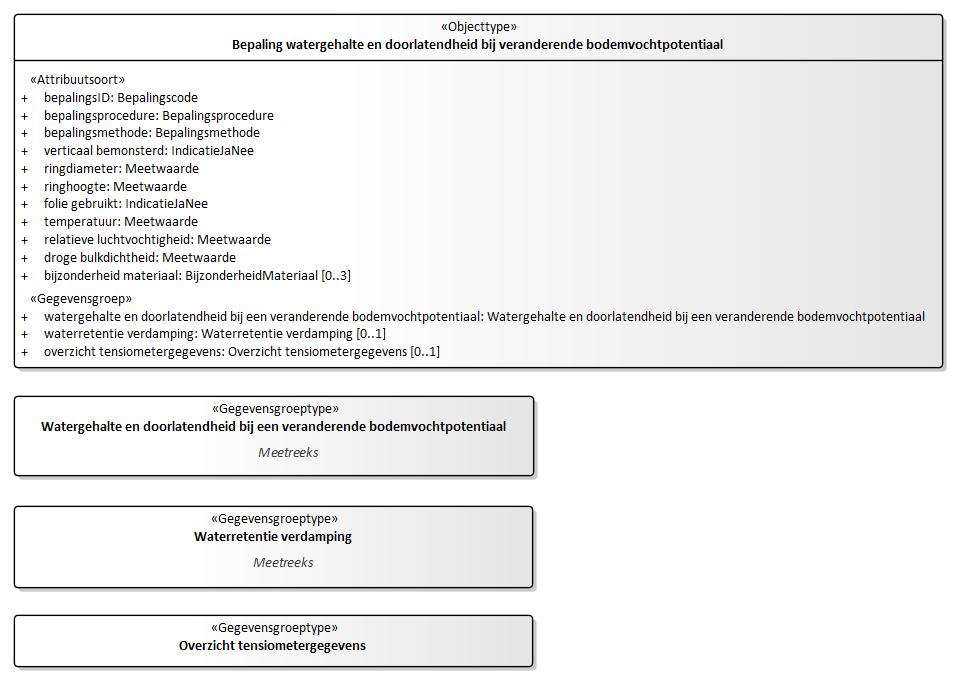 «Objecttype»
Bepaling watergehalte en doorlatendheid bij veranderende bodemvochtpotentiaal
«Attribuutsoort»
+ bepalingsID: Bepalingscode
+ bepalingsprocedure: Bepalingsprocedure
+ bepalingsmethode: Bepalingsmethode
+ verticaal bemonsterd: IndicatieJaNee
+ ringdiameter: Meetwaarde
+ ringhoogte: Meetwaarde
+ folie gebruikt: IndicatieJaNee
+ temperatuur: Meetwaarde
+ relatieve luchtvochtigheid: Meetwaarde
+ droge bulkdichtheid: Meetwaarde
+ bijzonderheid materiaal: BijzonderheidMateriaal [0..3]
«Gegevensgroep»
+ watergehalte en doorlatendheid bij een veranderende bodemvochtpotentiaal: Watergehalte en doorlatendheid bij een veranderende bodemvochtpotentiaal
+ waterretentie verdamping: Waterretentie verdamping [0..1]
+ overzicht tensiometergegevens: Overzicht tensiometergegevens [0..1]
«Gegevensgroeptype»
Watergehalte en doorlatendheid bij een veranderende bodemvochtpotentiaal
Meetreeks
«Gegevensgroeptype»
Waterretentie verdamping
Meetreeks
«Gegevensgroeptype»
Overzicht tensiometergegevens